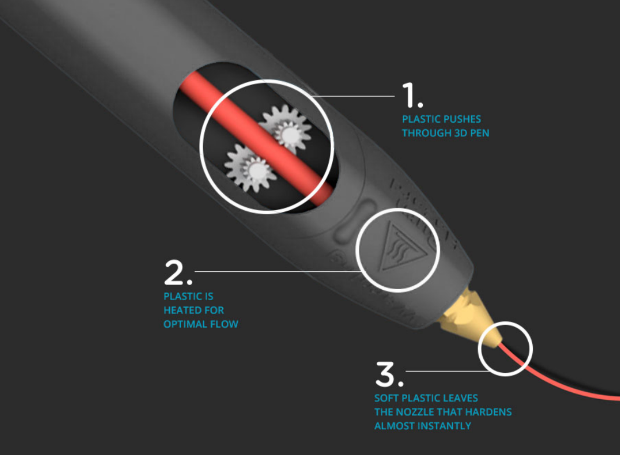 1.
PLASTIC PUSHES
THROUGH 3D PEN
2.
PLASTIC IS
HEATED FOR
OPTIMAL FLOW
3.
SOFT PLASTIC LEAVES
THE NOZZLE THAT HARDENS
ALMOST INSTANTLY